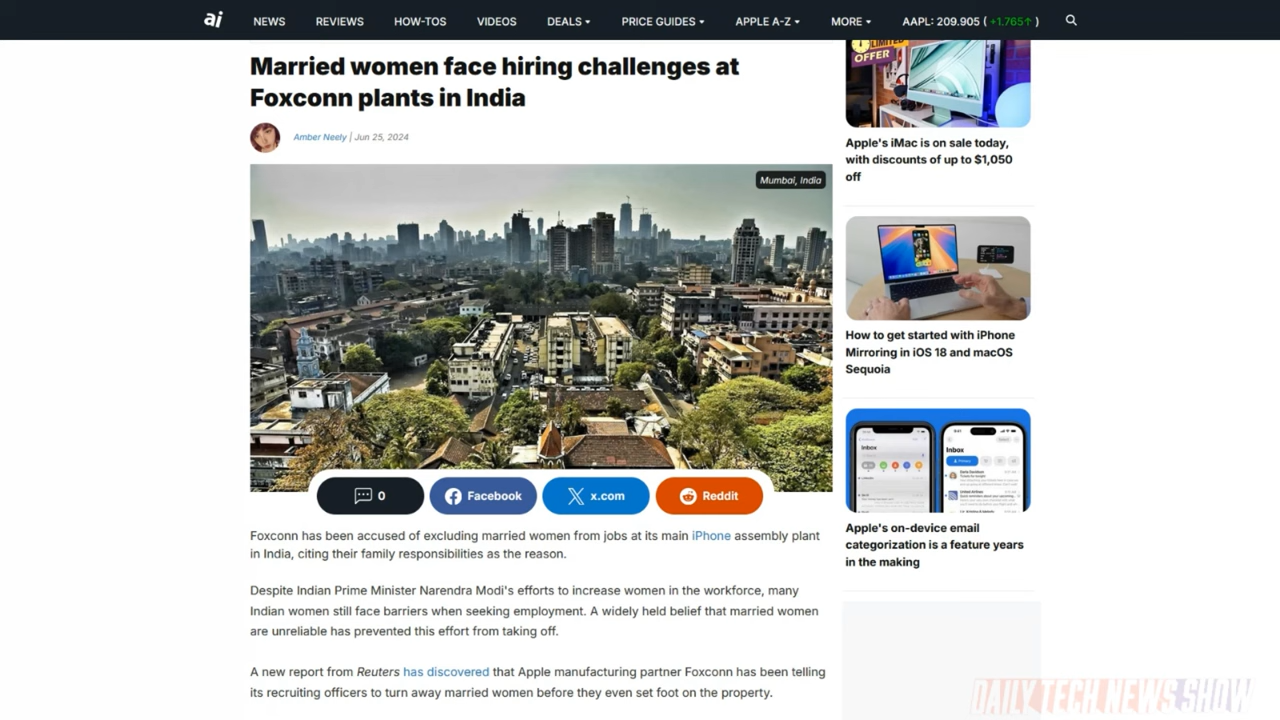 ai NEWS REVIEWS HOW-TOS VIDEOS DEALS PRICE GUIDES APPLE A-Z MORE AAPL: 209.905 ( +1.765↑ )
Married women face hiring challenges at
Foxconn plants in India
Amber Neely | Jun 25, 2024
Mumbai, India
0 Facebook x.com Reddit
Foxconn has been accused of excluding married women from jobs at its main iPhone assembly plant
in India, citing their family responsibilities as the reason.
Despite Indian Prime Minister Narendra Modi's efforts to increase women in the workforce, many
Indian women still face barriers when seeking employment. A widely held belief that married women
are unreliable has prevented this effort from taking off.
A new report from Reuters has discovered that Apple manufacturing partner Foxconn has been telling
its recruiting officers to turn away married women before they even set foot on the property.
LIMITED
OFFER
Apple's iMac is on sale today,
with discounts of up to $1,050
off
How to get started with iPhone
Mirroring in iOS 18 and macOS
Sequoia
Inbox
Inbox
Apple's on-device email
categorization is a feature years
in the making
DAILY TECH NEWS SHOW